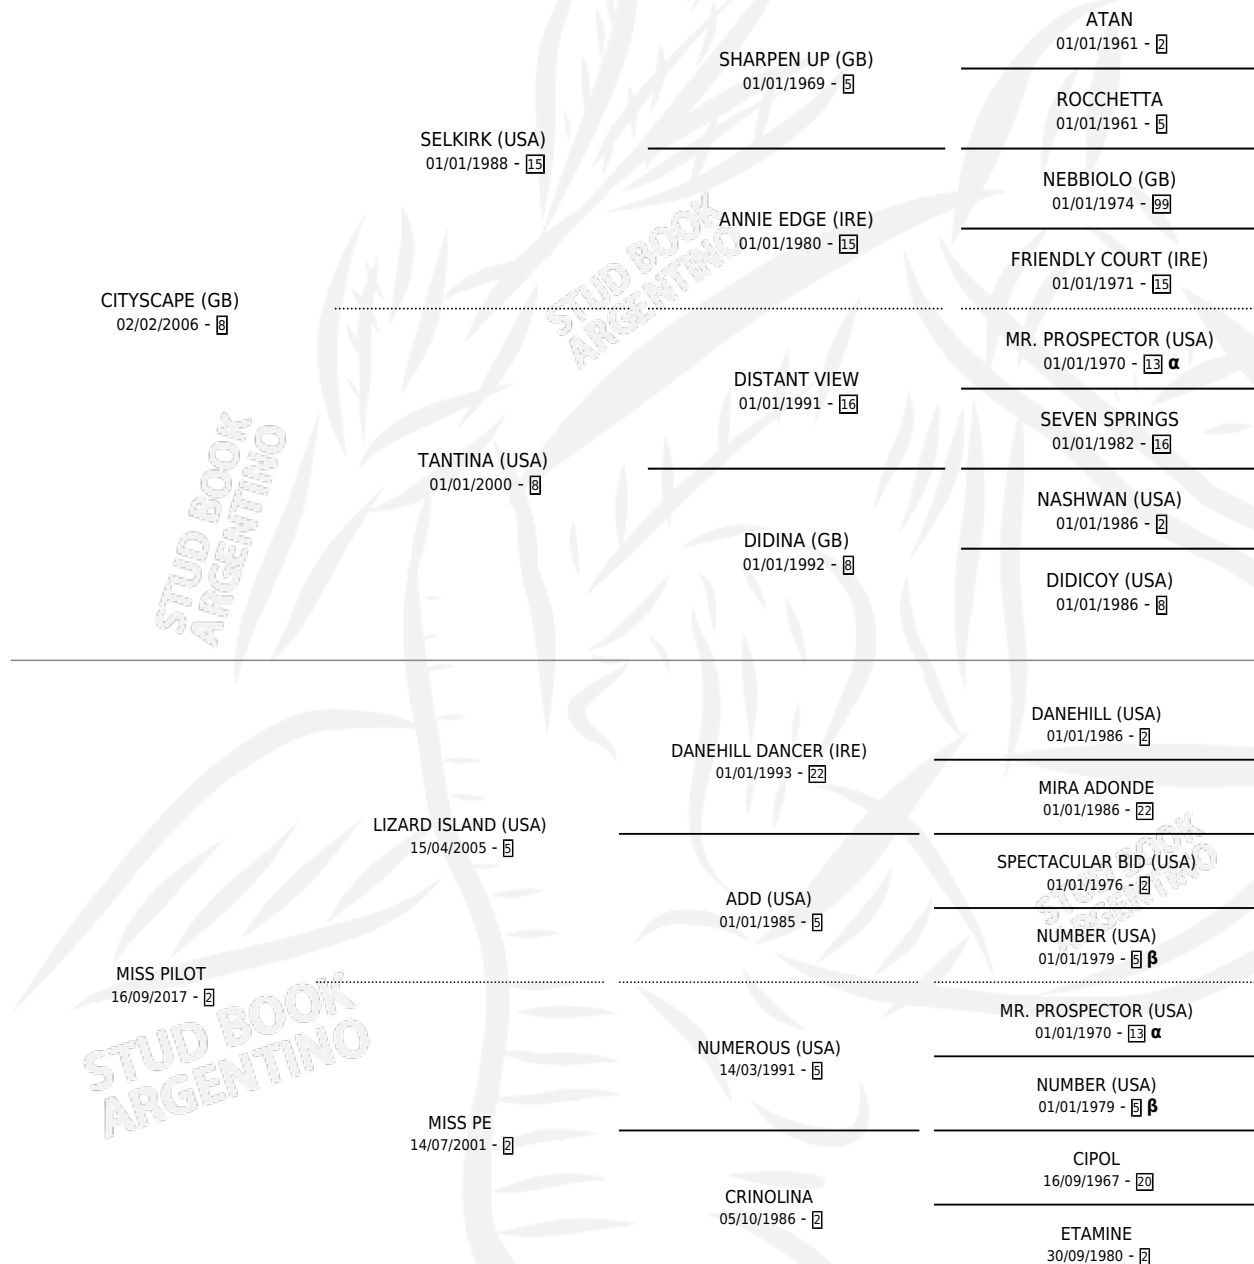 ATAN
01/01/1961 - 2
SHARPEN UP (GB)
01/01/1969 - 5
ROCCHETTA
01/01/1961 - 5
SELKIRK (USA)
01/01/1988 - 15
NEBBIOLO (GB)
01/01/1974 - 99
ANNIE EDGE (IRE)
01/01/1980 - 15
FRIENDLY COURT (IRE)
01/01/1971 - 15
STUD BOOK
ARGENTINO
CITYSCAPE (GB)
02/02/2006 - 8
MR. PROSPECTOR (USA)
01/01/1970 - 13 α
DISTANT VIEW
01/01/1991 - 16
SEVEN SPRINGS
01/01/1982 - 16
TANTINA (USA)
01/01/2000 - 8
NASHWAN (USA)
01/01/1986 - 2
DIDINA (GB)
01/01/1992 - 8
DIDICOY (USA)
01/01/1986 - 8
STUD BOOK
ARGENTINO
DANEHILL (USA)
01/01/1986 - 2
DANEHILL DANCER (IRE)
01/01/1993 - 22
MIRA ADONDE
01/01/1986 - 22
LIZARD ISLAND (USA)
15/04/2005 - 5
SPECTACULAR BID (USA)
01/01/1976 - 2
STUD BOOK
ARGENTINO
ADD (USA)
01/01/1985 - 5
NUMBER (USA)
01/01/1979 - 5 β
MISS PILOT
16/09/2017 - 2
STUD BOOK
ARGENTINO
MR. PROSPECTOR (USA)
01/01/1970 - 13 α
NUMEROUS (USA)
14/03/1991 - 5
NUMBER (USA)
01/01/1979 - 5 β
MISS PE
14/07/2001 - 2
CIPOL
16/09/1967 - 20
CRINOLINA
05/10/1986 - 2
ETAMINE
30/09/1980 - 2